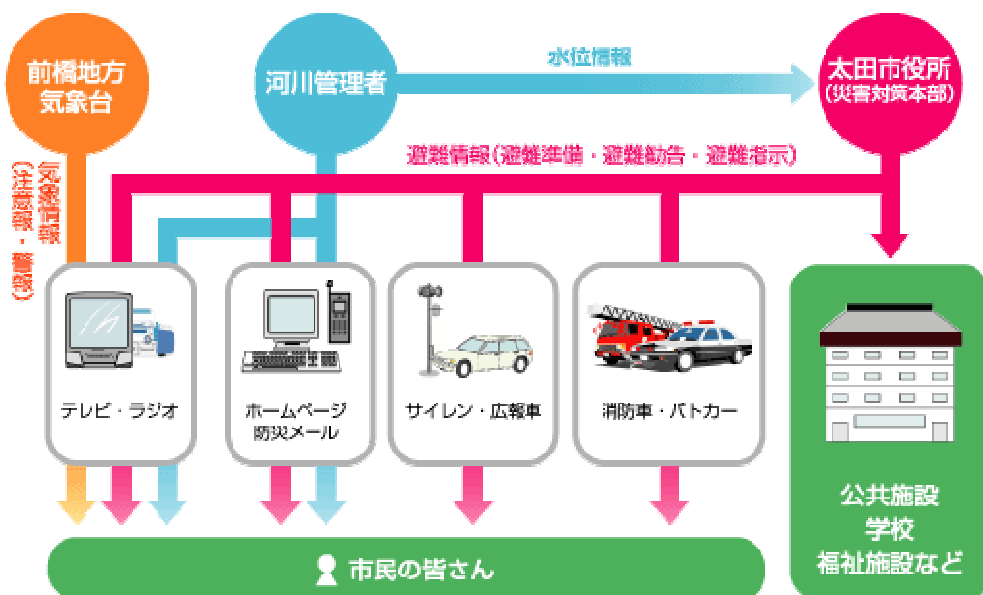 前橋地方
気象台
河川管理者
水位情報
太田市役所
(災害対策本部)
避難情報(避難準備・避難勧告・避難指示)
気象情報
(注意報・警報)
テレビ・ラジオ
ホームページ
防災メール
サイレン・広報車
消防車・パトカー
公共施設
学校
福祉施設など
市民の皆さん